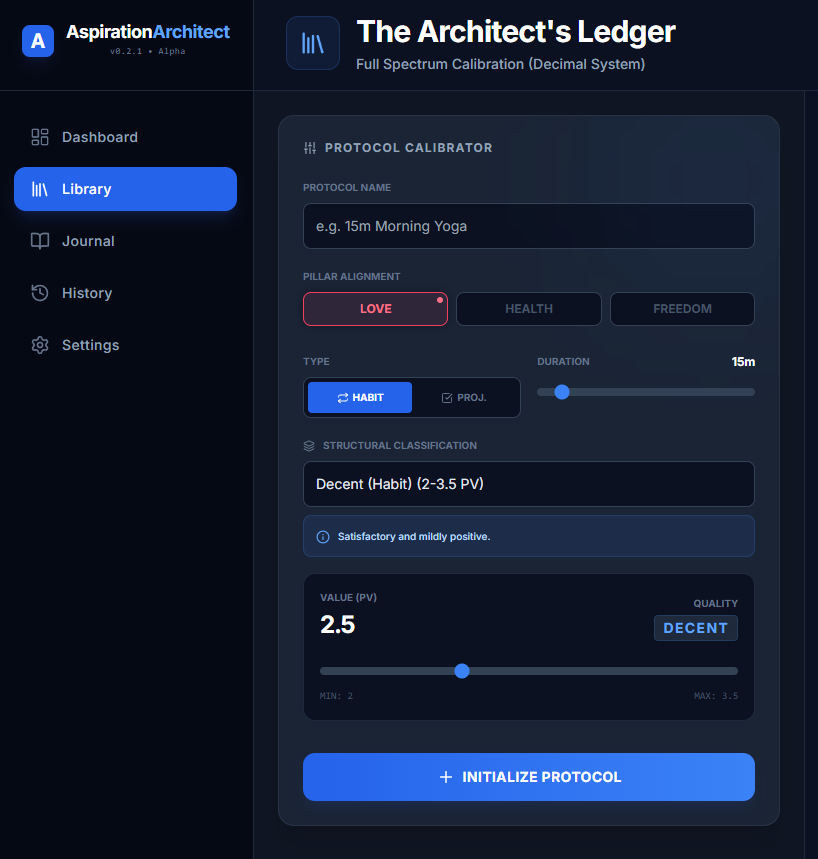 A
AspirationArchitect
v0.2.1 • Alpha
Dashboard
Library
Journal
History
Settings
The Architect's Ledger
Full Spectrum Calibration (Decimal System)
PROTOCOL CALIBRATOR
PROTOCOL NAME
e.g. 15m Morning Yoga
PILLAR ALIGNMENT
LOVE HEALTH FREEDOM
TYPE DURATION 15m
HABIT PROJ.
STRUCTURAL CLASSIFICATION
Decent (Habit) (2-3.5 PV)
Satisfactory and mildly positive.
VALUE (PV) QUALITY
2.5 DECENT
MIN: 2 MAX: 3.5
INITIALIZE PROTOCOL